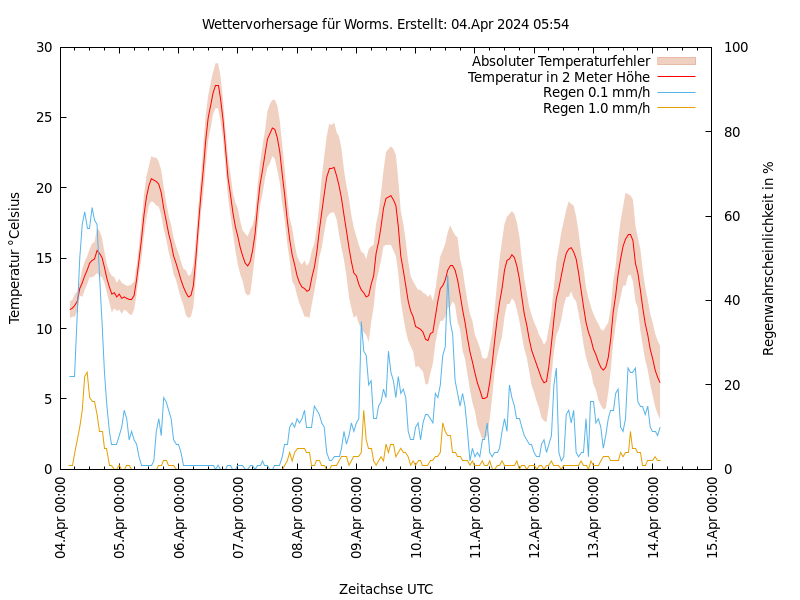 Wettervorhersage für Worms. Erstellt: 04.Apr 2024 05:54
Absoluter Temperaturfehler
Temperatur in 2 Meter Höhe
Regen 0.1 mm/h
Regen 1.0 mm/h
Temperatur °Celsius
30
25
20
15
10
5
0
100
80
60
40
20
0
Regenwahrscheinlichkeit in %
04.Apr 00:00
05.Apr 00:00
06.Apr 00:00
07.Apr 00:00
08.Apr 00:00
09.Apr 00:00
10.Apr 00:00
11.Apr 00:00
12.Apr 00:00
13.Apr 00:00
14.Apr 00:00
15.Apr 00:00
Zeitachse UTC